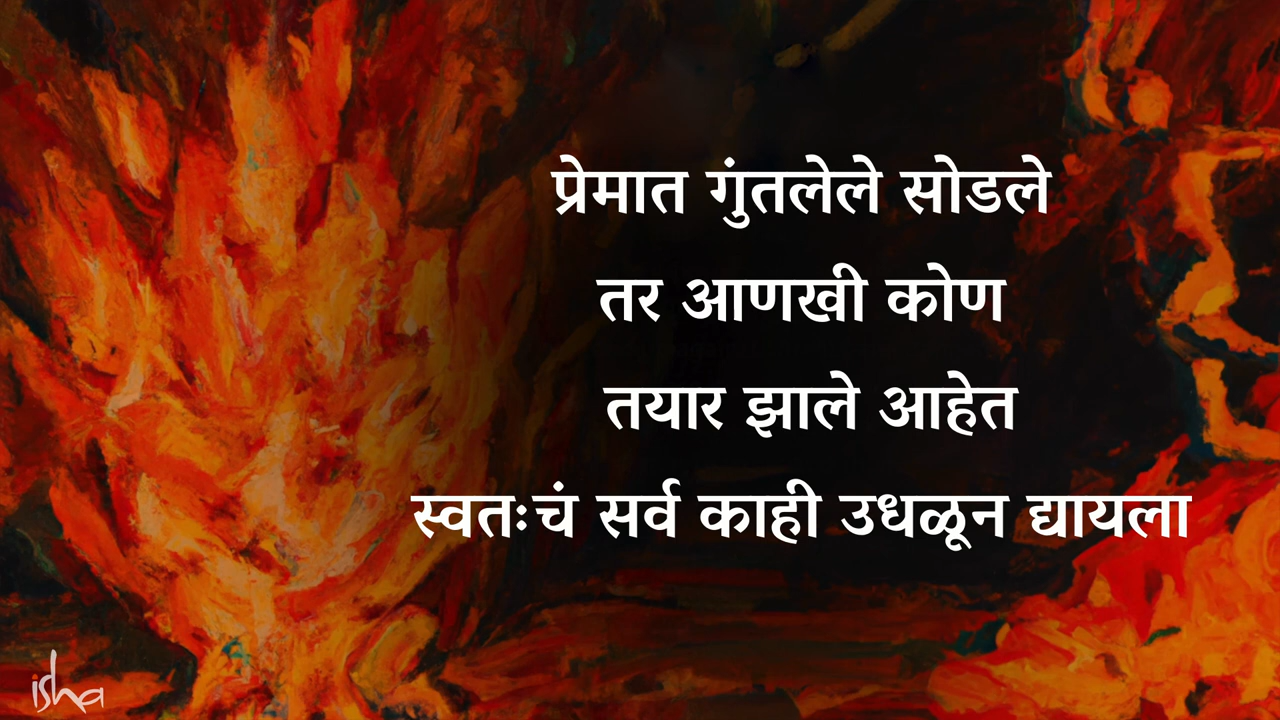 प्रेमात गुंतलेले सोडले
तर आणखी कोण
तयार झाले आहेत
स्वतःचं सर्व काही उधळून द्यायला
isha